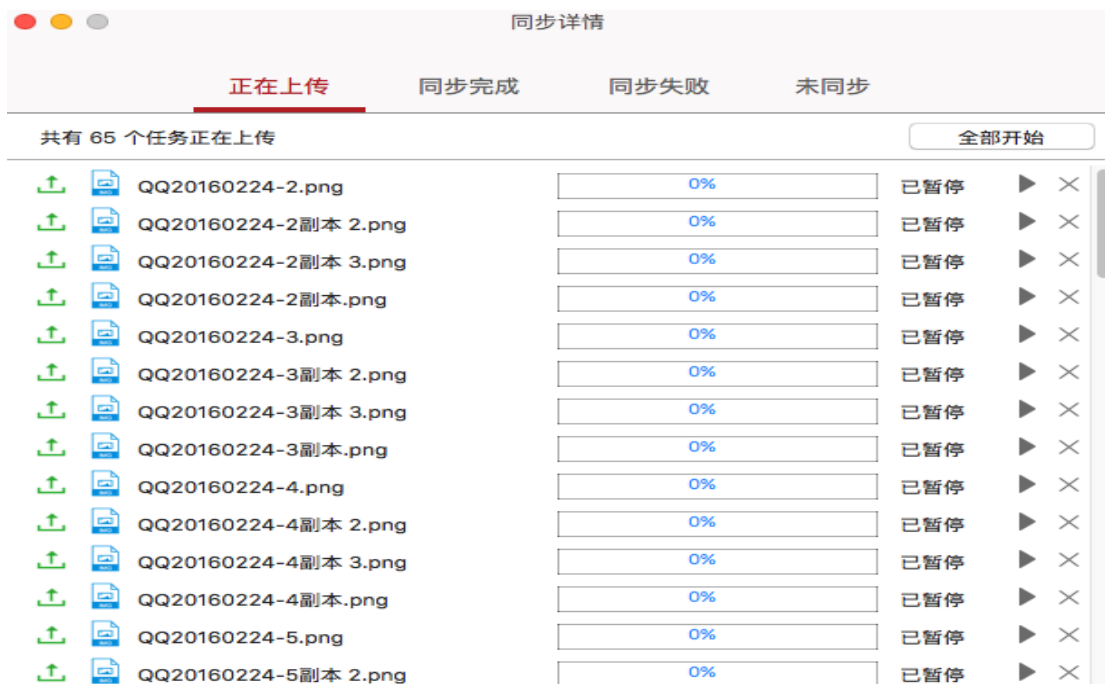 同步详情
正在上传 同步完成 同步失败 未同步
共有 65 个任务正在上传 全部开始
QQ20160224-2.png 0% 已暂停
QQ20160224-2副本 2.png 0% 已暂停
QQ20160224-2副本 3.png 0% 已暂停
QQ20160224-2副本.png 0% 已暂停
QQ20160224-3.png 0% 已暂停
QQ20160224-3副本 2.png 0% 已暂停
QQ20160224-3副本 3.png 0% 已暂停
QQ20160224-3副本.png 0% 已暂停
QQ20160224-4.png 0% 已暂停
QQ20160224-4副本 2.png 0% 已暂停
QQ20160224-4副本 3.png 0% 已暂停
QQ20160224-4副本.png 0% 已暂停
QQ20160224-5.png 0% 已暂停
QQ20160224-5副本 2.png 0% 已暂停